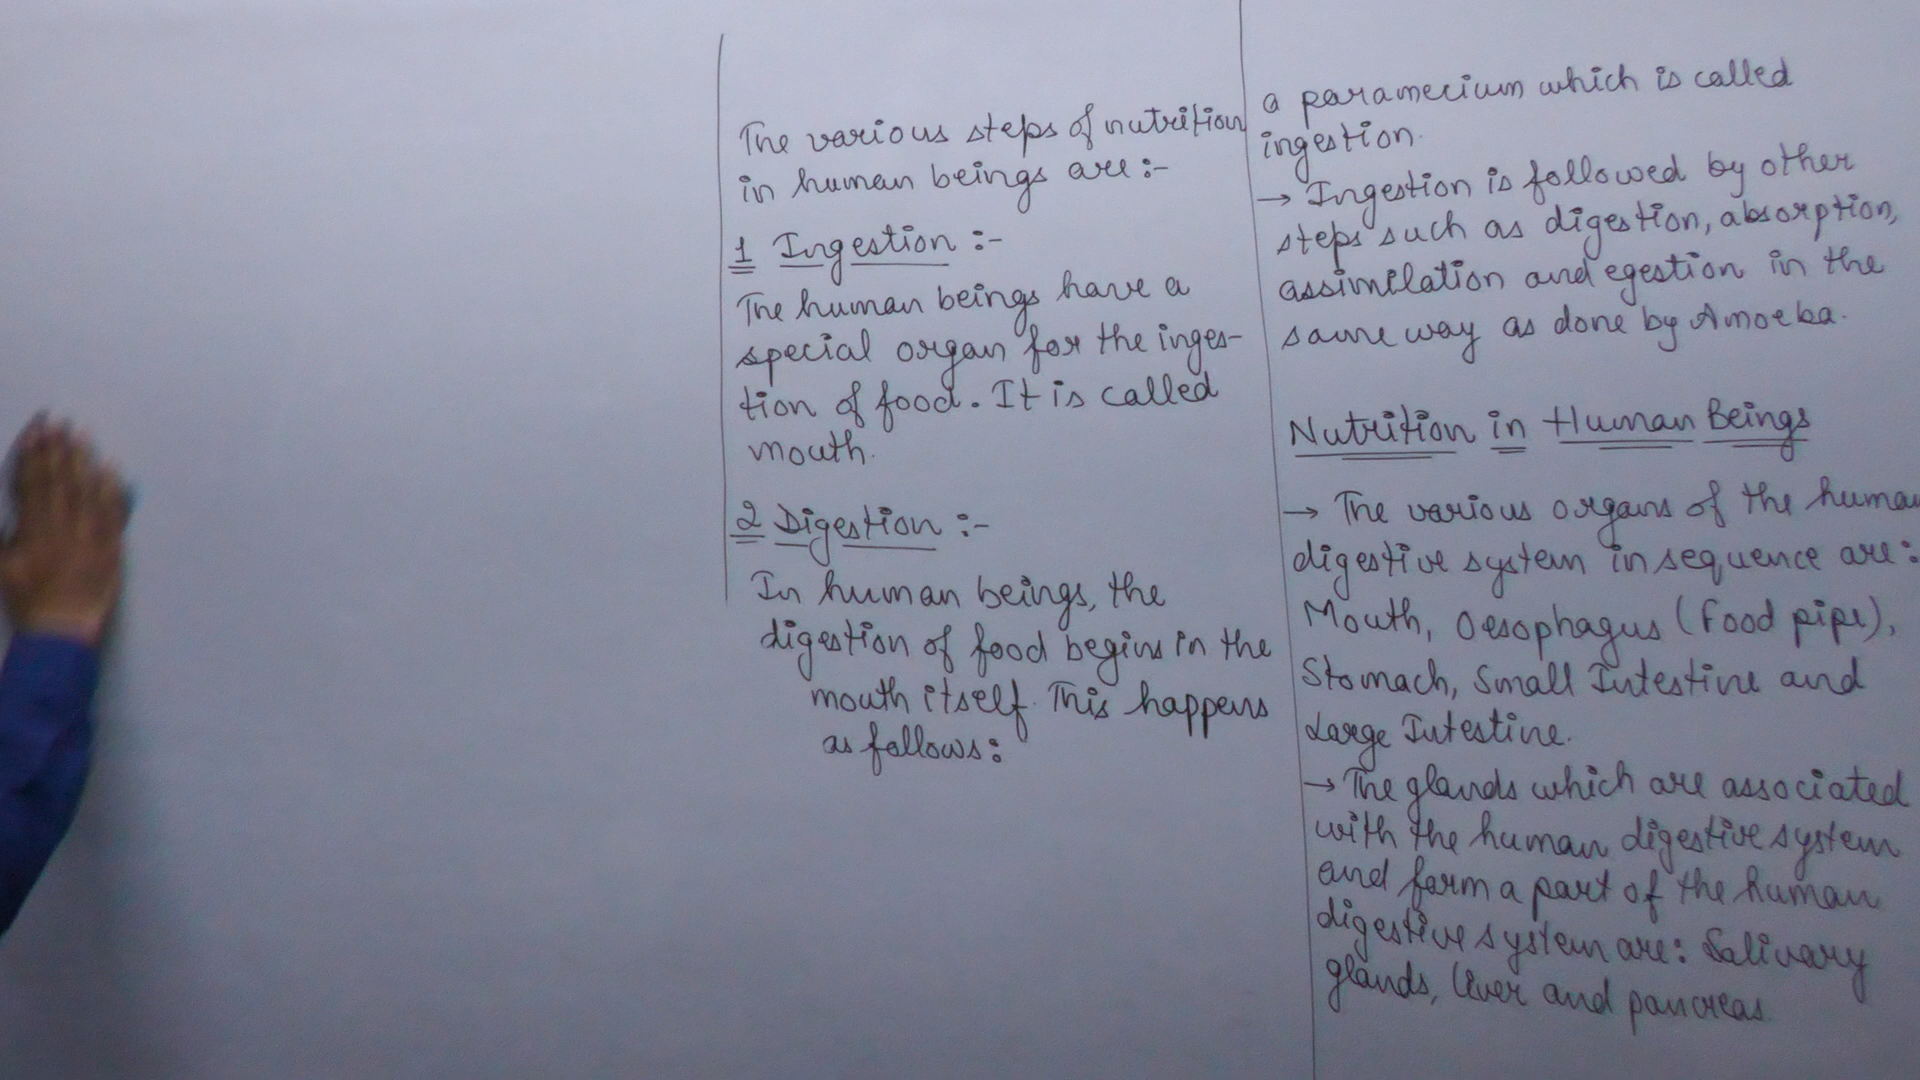 The various steps of nutrition
in human beings are :-
1 Ingestion :-
The human beings have a
special organ for the inges-
tion of food. It is called
mouth.
2 Digestion :-
In human beings, the
digestion of food begins in the
mouth itself. This happens
as follows:
a paramecium which is called
ingestion.
→ Ingestion is followed by other
steps such as digestion, absorption,
assimilation and egestion in the
same way as done by Amoeba.
Nutrition in Human Beings
→ The various organs of the human
digestive system in sequence are:
Mouth, Oesophagus (Food pipe),
Stomach, Small Intestine and
Large Intestine.
→ The glands which are associated
with the human digestive system
and form a part of the human
digestive system are: Salivary
glands, liver and pancreas